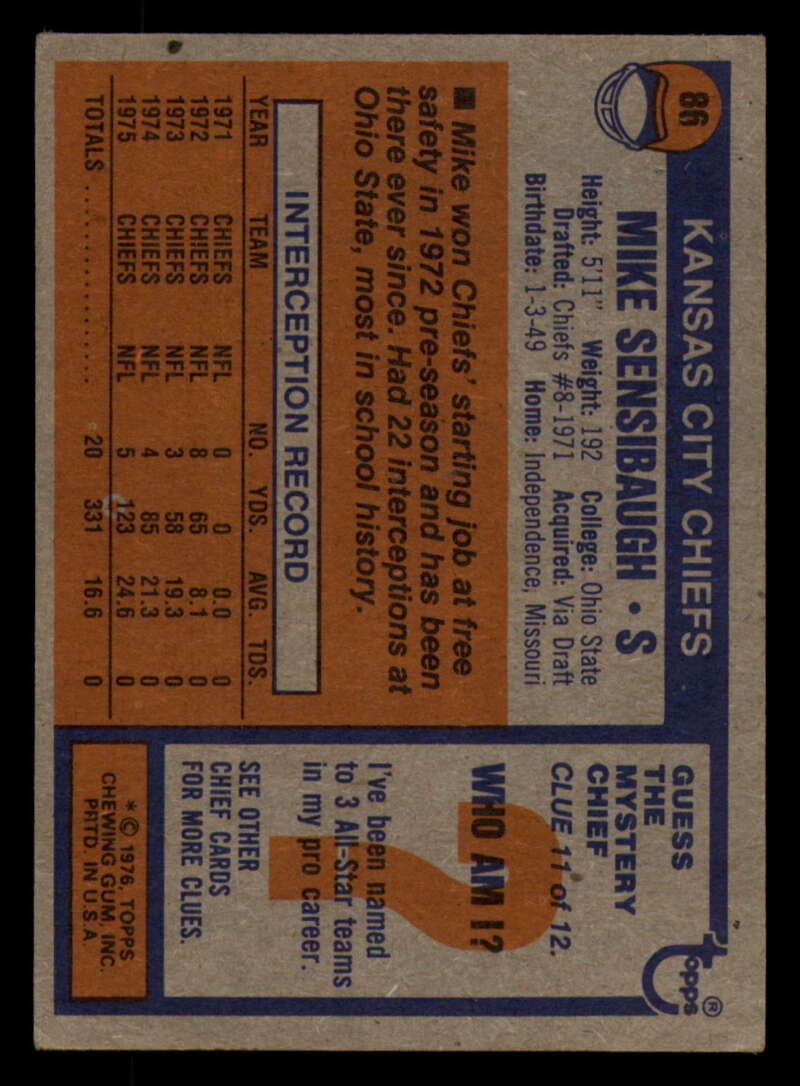 86
KANSAS CITY CHIEFS
MIKE SENSIBAUGH • S
Height: 5'11" Weight: 192 College: Ohio State
Drafted: Chiefs #8-1971 Acquired: Via Draft
Birthdate: 1-3-49 Home: Independence, Missouri
■ Mike won Chiefs' starting job at free
safety in 1972 pre-season and has been
there ever since. Had 22 interceptions at
Ohio State, most in school history.
INTERCEPTION RECORD
YEAR TEAM NO. YDS. AVG. TDS.
1971 CHIEFS NFL 0 0 0.0 0
1972 CHIEFS NFL 8 65 8.1 0
1973 CHIEFS NFL 3 58 19.3 0
1974 CHIEFS NFL 4 85 21.3 0
1975 CHIEFS NFL 5 123 24.6 0
TOTALS .................... 20 331 16.6 0
topps®
GUESS
THE
MYSTERY
CHIEF
CLUE 11 of 12.
?
WHO AM I?
I've been named
to 3 All-Star teams
in my pro career.
SEE OTHER
CHIEF CARDS
FOR MORE CLUES.
* © 1976, TOPPS
CHEWING GUM, INC.
PRTD. IN U.S.A.